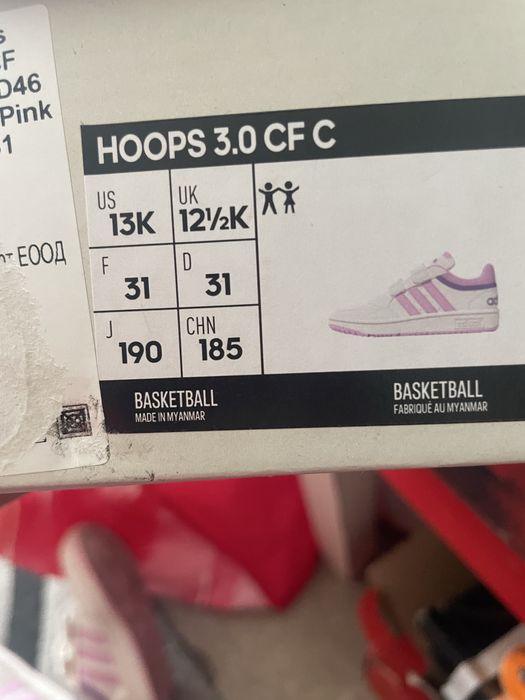 D46
Pink
ЕООД
HOOPS 3.0 CF C
US 13K
UK 12½K
F 31
D 31
J 190
CHN 185
BASKETBALL
MADE IN MYANMAR
BASKETBALL
FABRIQUÉ AU MYANMAR